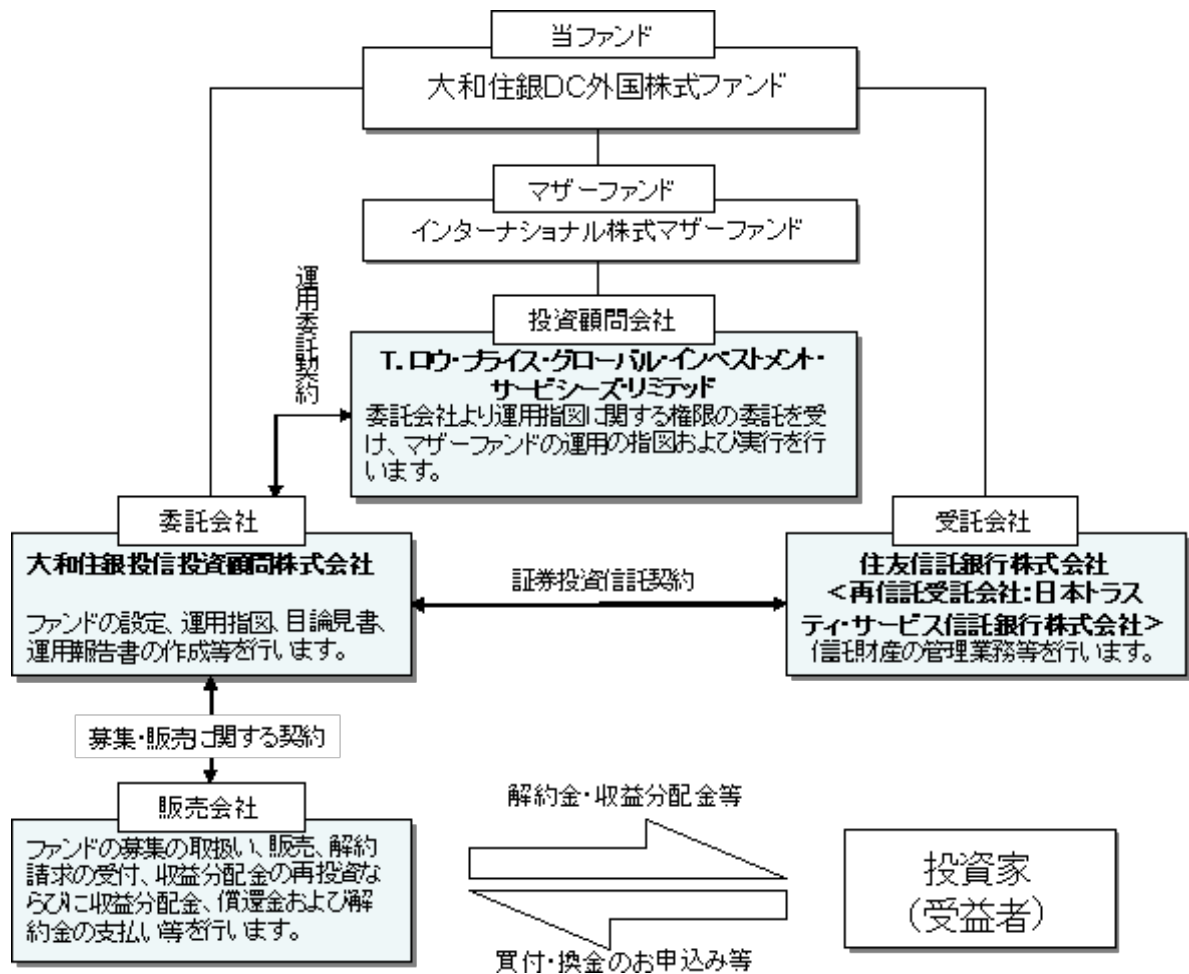 当ファンド
大和住銀DC外国株式ファンド
マザーファンド
インターナショナル株式マザーファンド
運用委託契約
投資顧問会社
T.ロウ・プライス・グローバル・インベストメント・
サービシーズ・リミテッド
委託会社より運用指図に関する権限の委託を受
け、マザーファンドの運用の指図および実行を行
います。
委託会社
大和住銀投信投資顧問株式会社
ファンドの設定、運用指図、目論見書、
運用報告書の作成等を行います。
証券投資信託契約
受託会社
住友信託銀行株式会社
<再信託受託会社:日本トラス
ティ・サービス信託銀行株式会社>
信託財産の管理業務等を行います。
募集・販売に関する契約
販売会社
ファンドの募集の取扱い、販売、解約
請求の受付、収益分配金の再投資な
らびに収益分配金、償還金および解
約金の支払い等を行います。
解約金・収益分配金等
買付・換金のお申込み等
投資家
(受益者)